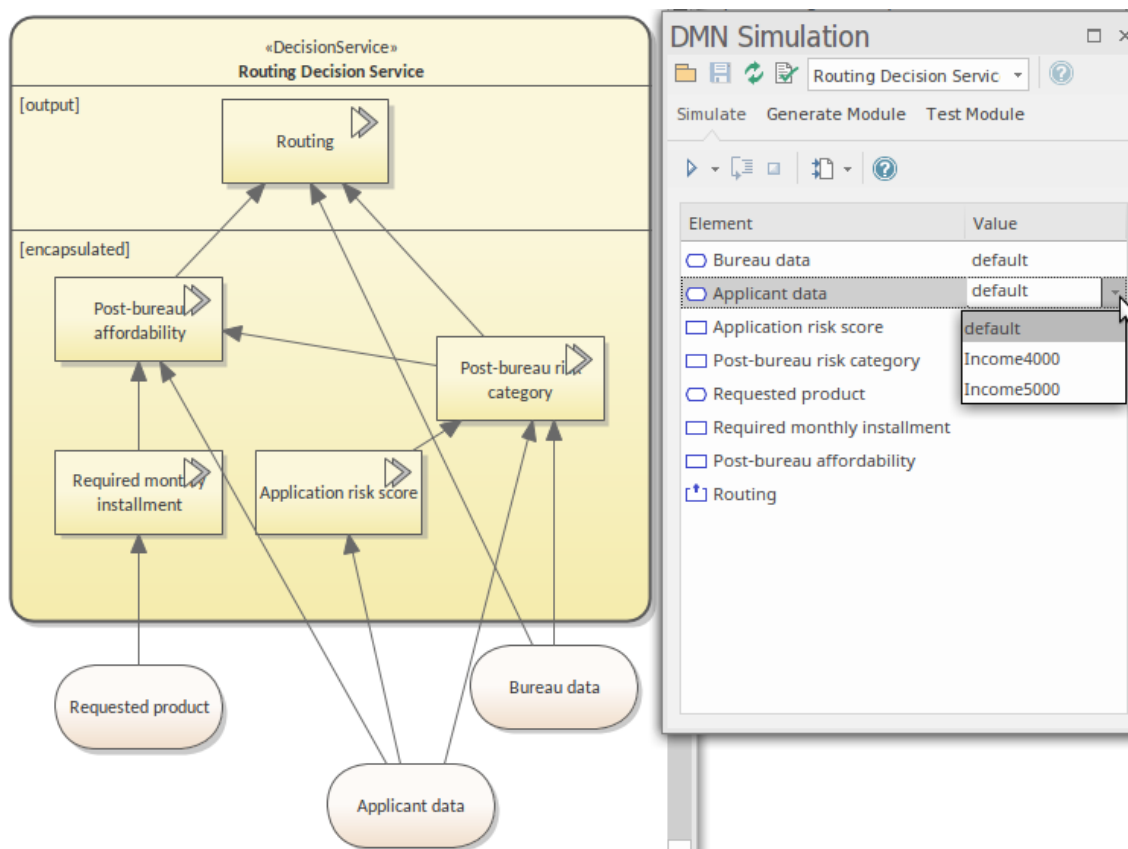 «DecisionService»
Routing Decision Service
[output]
Routing
[encapsulated]
Post-bureau
affordability
Post-bureau risk
category
Required monthly
installment
Application risk score
Requested product
Bureau data
Applicant data
DMN Simulation
Routing Decision Servic
Simulate Generate Module Test Module
Element Value
Bureau data default
Applicant data default
Application risk score
default
Post-bureau risk category
Income4000
Requested product
Income5000
Required monthly installment
Post-bureau affordability
Routing